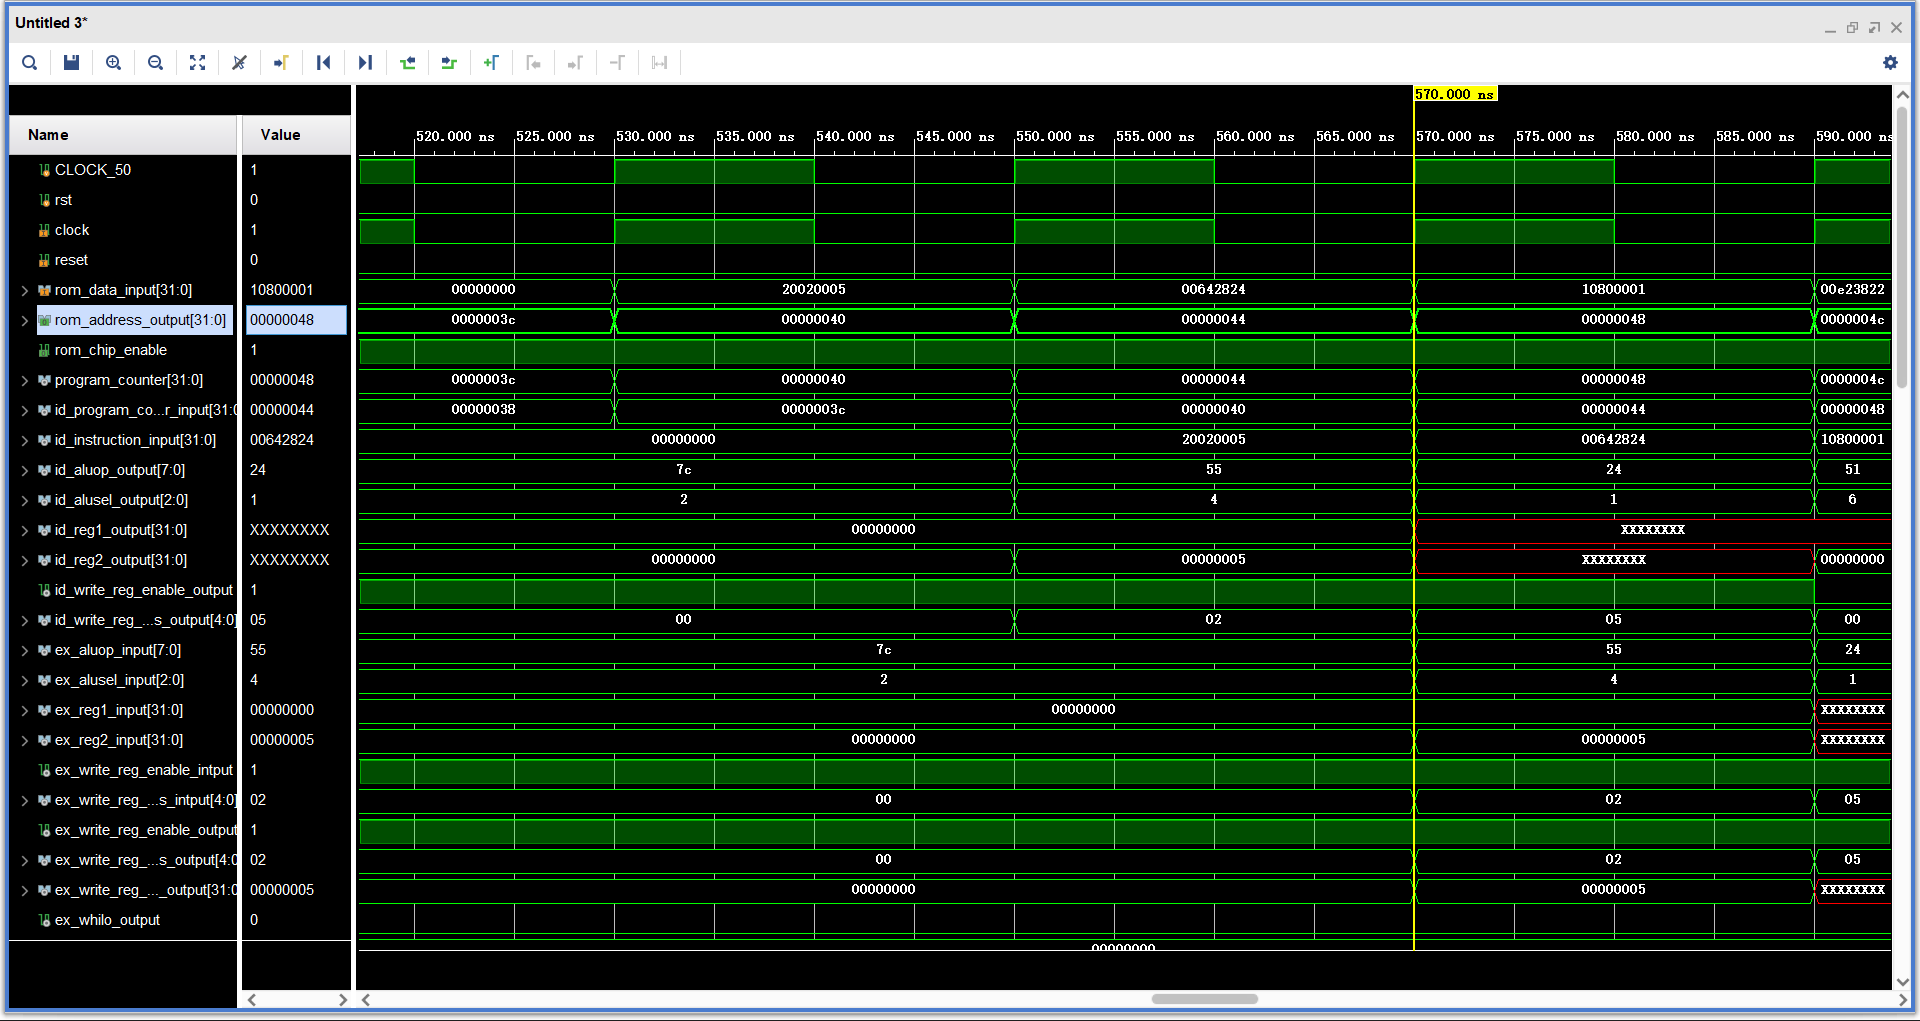 Untitled 3*
570.000 ns
Name Value
520.000 ns 525.000 ns 530.000 ns 535.000 ns 540.000 ns 545.000 ns 550.000 ns 555.000 ns 560.000 ns 565.000 ns 570.000 ns 575.000 ns 580.000 ns 585.000 ns 590.000 ns
CLOCK_50 1
rst 0
clock 1
reset 0
rom_data_input[31:0] 10800001 00000000 20020005 00642824 10800001 00e23822
rom_address_output[31:0] 00000048 0000003c 00000040 00000044 00000048 0000004c
rom_chip_enable 1
program_counter[31:0] 00000048 0000003c 00000040 00000044 00000048 0000004c
id_program_co...r_input[31:0 00000044 00000038 0000003c 00000040 00000044 00000048
id_instruction_input[31:0] 00642824 00000000 20020005 00642824 10800001
id_aluop_output[7:0] 24 7c 55 24 51
id_alusel_output[2:0] 1 2 4 1 6
id_reg1_output[31:0] XXXXXXXX 00000000 XXXXXXXX
id_reg2_output[31:0] XXXXXXXX 00000000 00000005 XXXXXXXX 00000000
id_write_reg_enable_output 1
id_write_reg_...s_output[4:0] 05 00 02 05 00
ex_aluop_input[7:0] 55 7c 55 24
ex_alusel_input[2:0] 4 2 4 1
ex_reg1_input[31:0] 00000000 00000000 XXXXXXXX
ex_reg2_input[31:0] 00000005 00000000 00000005 XXXXXXXX
ex_write_reg_enable_intput 1
ex_write_reg_...s_intput[4:0] 02 00 02 05
ex_write_reg_enable_output 1
ex_write_reg_...s_output[4:0 02 00 02 05
ex_write_reg_..._output[31:0 00000005 00000000 00000005 XXXXXXXX
ex_whilo_output 0
00000000